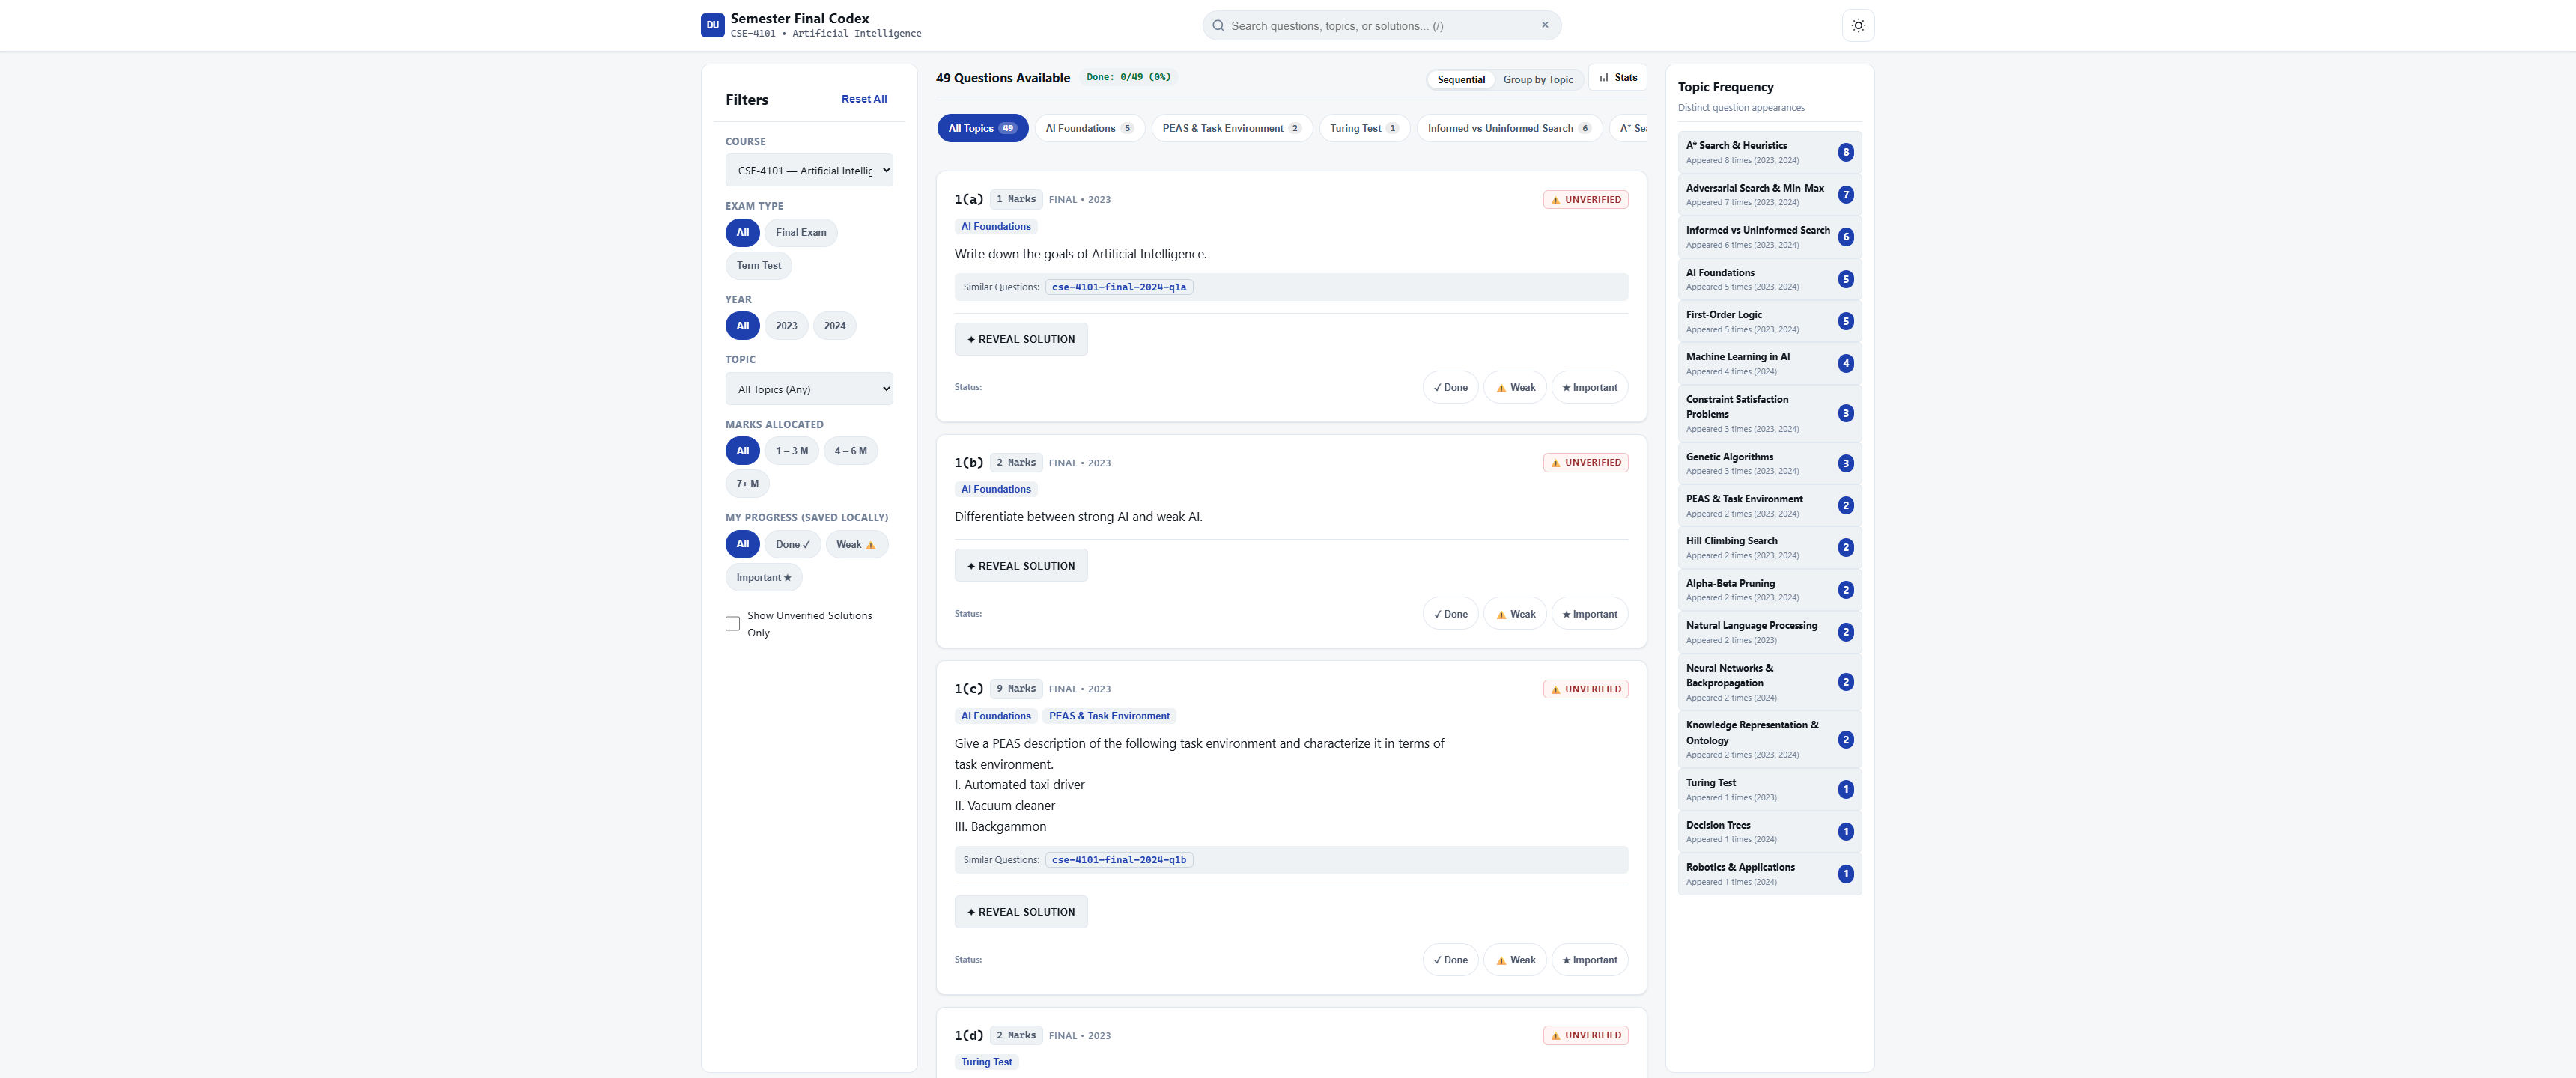 DU
Semester Final Codex
CSE-4101 • Artificial Intelligence
Search questions, topics, or solutions... (/)
✕
Filters
Reset All
COURSE
CSE-4101 — Artificial Intellig
EXAM TYPE
All
Final Exam
Term Test
YEAR
All
2023
2024
TOPIC
All Topics (Any)
MARKS ALLOCATED
All
1 – 3 M
4 – 6 M
7+ M
MY PROGRESS (SAVED LOCALLY)
All
Done ✓
Weak ⚠
Important ★
Show Unverified Solutions
Only
49 Questions Available
Done: 0/49 (0%)
Sequential
Group by Topic
Stats
All Topics 49
AI Foundations 5
PEAS & Task Environment 2
Turing Test 1
Informed vs Uninformed Search 6
A* Sea
1(a) 1 Marks FINAL • 2023
⚠ UNVERIFIED
AI Foundations
Write down the goals of Artificial Intelligence.
Similar Questions: cse-4101-final-2024-q1a
✦ REVEAL SOLUTION
Status:
✓ Done
⚠ Weak
★ Important
1(b) 2 Marks FINAL • 2023
⚠ UNVERIFIED
AI Foundations
Differentiate between strong AI and weak AI.
✦ REVEAL SOLUTION
Status:
✓ Done
⚠ Weak
★ Important
1(c) 9 Marks FINAL • 2023
⚠ UNVERIFIED
AI Foundations
PEAS & Task Environment
Give a PEAS description of the following task environment and characterize it in terms of
task environment.
I. Automated taxi driver
II. Vacuum cleaner
III. Backgammon
Similar Questions: cse-4101-final-2024-q1b
✦ REVEAL SOLUTION
Status:
✓ Done
⚠ Weak
★ Important
1(d) 2 Marks FINAL • 2023
⚠ UNVERIFIED
Turing Test
Topic Frequency
Distinct question appearances
A* Search & Heuristics
Appeared 8 times (2023, 2024)
8
Adversarial Search & Min-Max
Appeared 7 times (2023, 2024)
7
Informed vs Uninformed Search
Appeared 6 times (2023, 2024)
6
AI Foundations
Appeared 5 times (2023, 2024)
5
First-Order Logic
Appeared 5 times (2023, 2024)
5
Machine Learning in AI
Appeared 4 times (2024)
4
Constraint Satisfaction
Problems
Appeared 3 times (2023, 2024)
3
Genetic Algorithms
Appeared 3 times (2023, 2024)
3
PEAS & Task Environment
Appeared 2 times (2023, 2024)
2
Hill Climbing Search
Appeared 2 times (2023, 2024)
2
Alpha-Beta Pruning
Appeared 2 times (2023, 2024)
2
Natural Language Processing
Appeared 2 times (2023)
2
Neural Networks &
Backpropagation
Appeared 2 times (2024)
2
Knowledge Representation &
Ontology
Appeared 2 times (2023, 2024)
2
Turing Test
Appeared 1 times (2023)
1
Decision Trees
Appeared 1 times (2024)
1
Robotics & Applications
Appeared 1 times (2024)
1